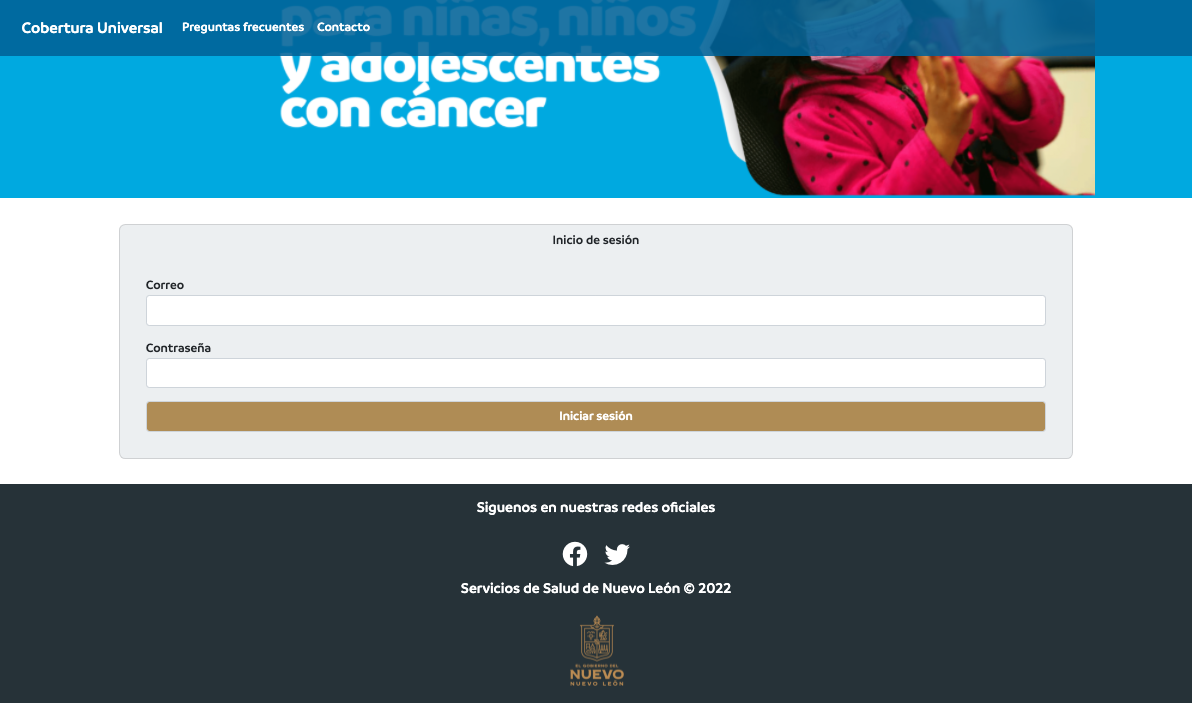 Cobertura Universal Preguntas frecuentes Contacto
para niñas, niños
y adolescentes
con cáncer
Inicio de sesión
Correo
Contraseña
Iniciar sesión
Siguenos en nuestras redes oficiales
Servicios de Salud de Nuevo León © 2022
EL GOBIERNO DEL
NUEVO
NUEVO LEÓN